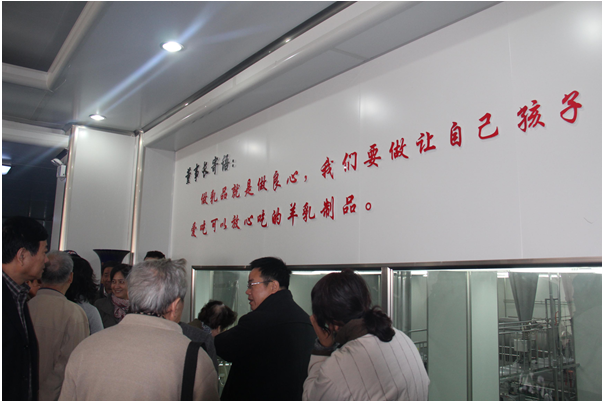 董事长寄语：
做乳品就是做良心，我们要做让自己孩子
爱吃可以放心吃的羊乳制品。